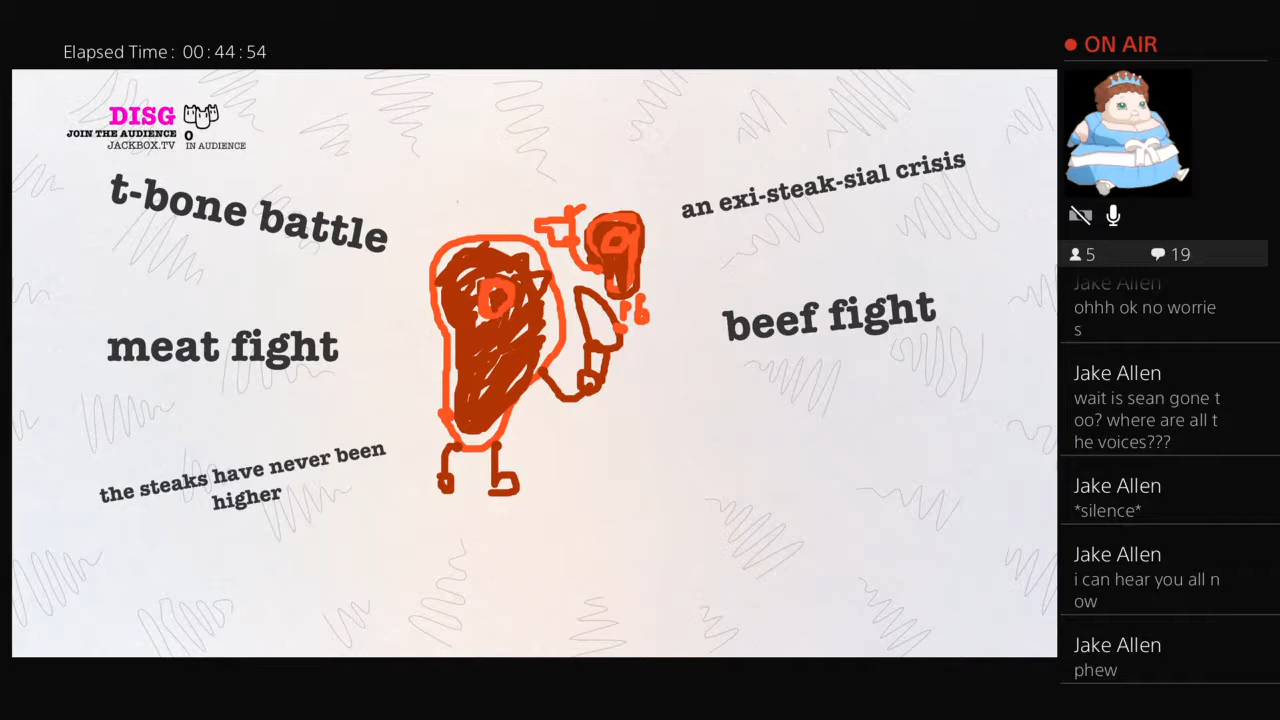 Elapsed Time: 00:44:54
ON AIR
DISG
JOIN THE AUDIENCE
JACKBOX.TV
0
IN AUDIENCE
t-bone battle
meat fight
the steaks have never been
higher
an exi-steak-sial crisis
beef fight
5
19
Jake Allen
ohhh ok no worrie
s
Jake Allen
wait is sean gone t
oo? where are all t
he voices???
Jake Allen
*silence*
Jake Allen
i can hear you all n
ow
Jake Allen
phew